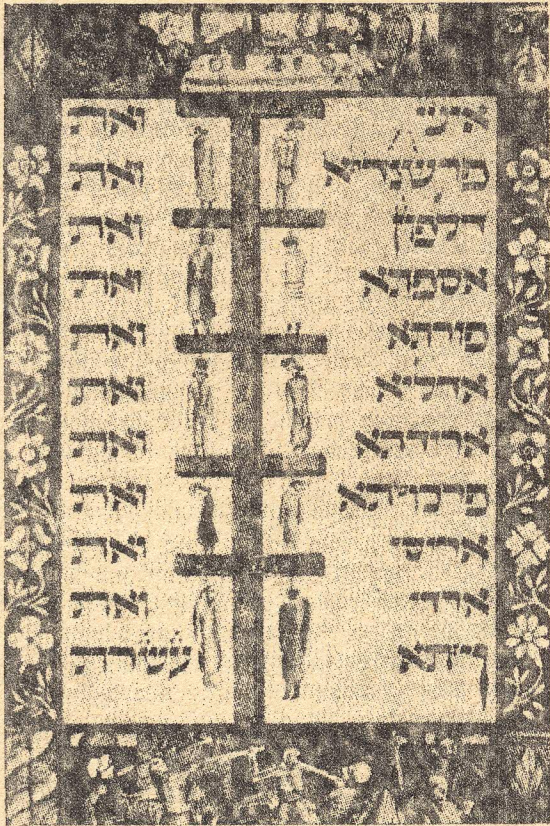 איש ואת
פרשנדתא ואת
דלפון ואת
אספתא ואת
פורתא ואת
אדליא ואת
ארידתא ואת
פרמשתא ואת
אריסי ואת
ארדי ואת
ויזתא עשרת